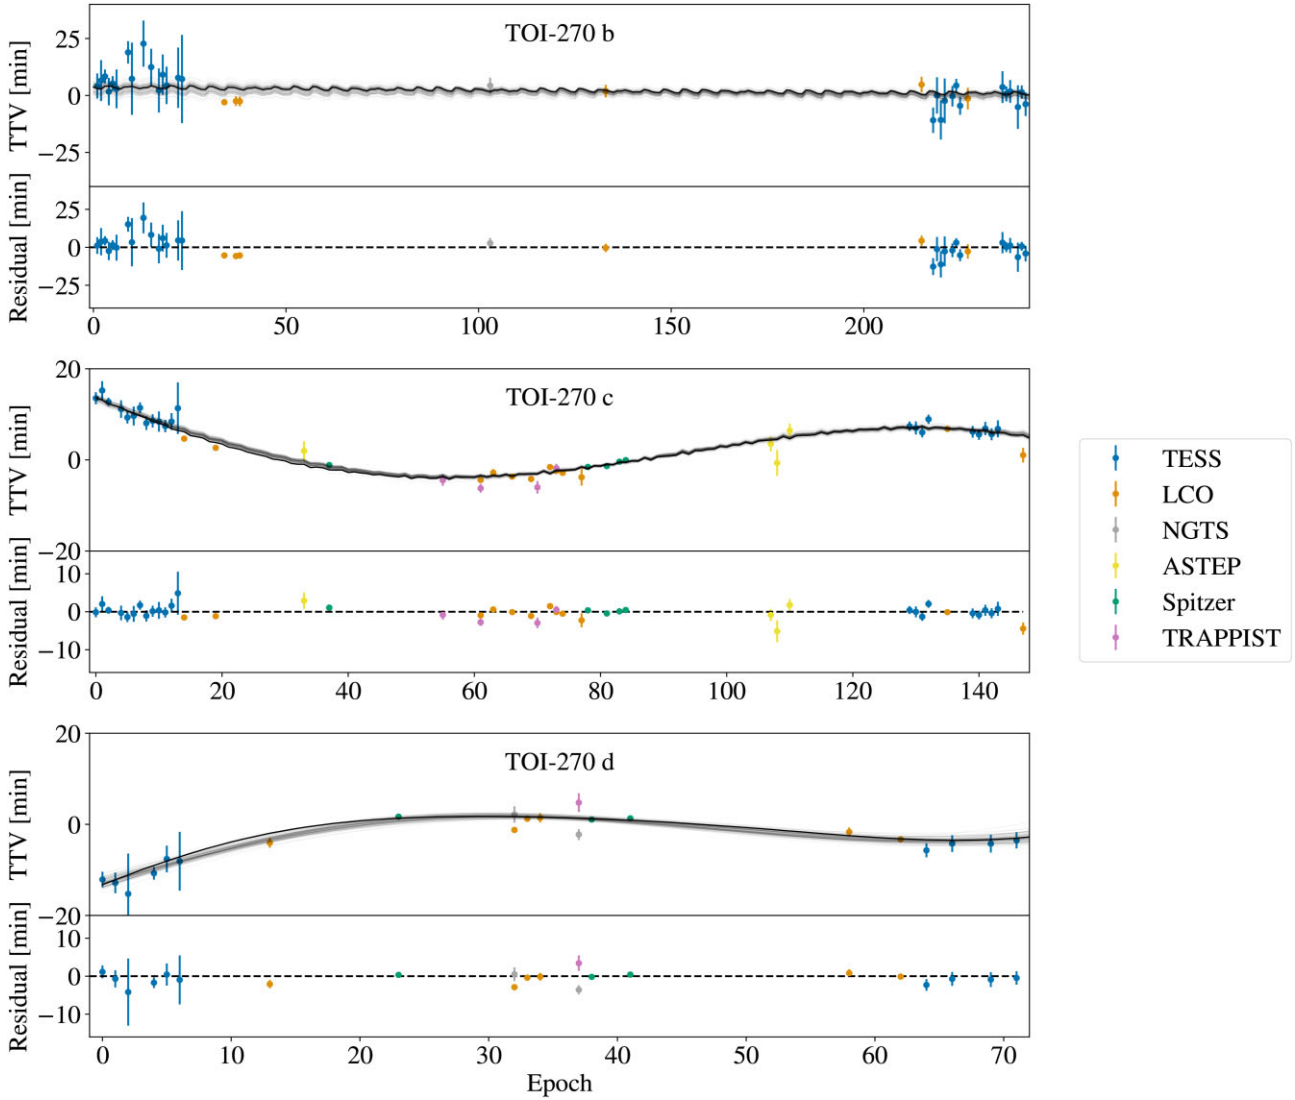 TOI-270 b
TTV [min]
25
0
−25
Residual [min]
25
0
−25
0 50 100 150 200
TOI-270 c
TTV [min]
20
0
−20
Residual [min]
10
0
−10
0 20 40 60 80 100 120 140
TOI-270 d
TTV [min]
20
0
−20
Residual [min]
10
0
−10
0 10 20 30 40 50 60 70
Epoch
TESS
LCO
NGTS
ASTEP
Spitzer
TRAPPIST